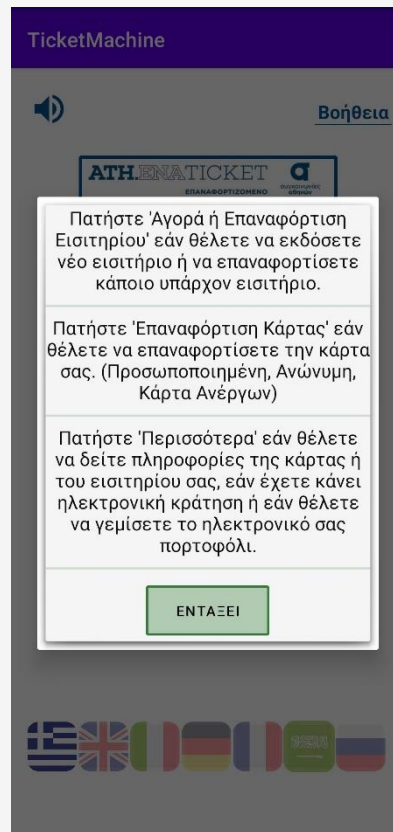 TicketMachine
Βοήθεια
ATH.ENA TICKET
ΕΠΑΝΑΦΟΡΤΙΖΟΜΕΝΟ
Πατήστε 'Αγορά ή Επαναφόρτιση
Εισιτηρίου' εάν θέλετε να εκδόσετε
νέο εισιτήριο ή να επαναφορτίσετε
κάποιο υπάρχον εισιτήριο.
Πατήστε 'Επαναφόρτιση Κάρτας' εάν
θέλετε να επαναφορτίσετε την κάρτα
σας. (Προσωποποιημένη, Ανώνυμη,
Κάρτα Ανέργων)
Πατήστε 'Περισσότερα' εάν θέλετε
να δείτε πληροφορίες της κάρτας ή
του εισιτηρίου σας, εάν έχετε κάνει
ηλεκτρονική κράτηση ή εάν θέλετε
να γεμίσετε το ηλεκτρονικό σας
πορτοφόλι.
ΕΝΤΑΞΕΙ